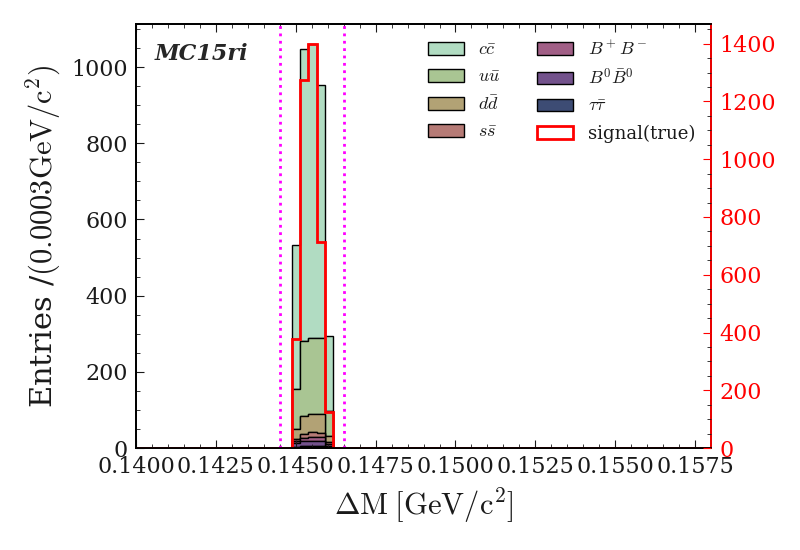 MC15ri
cc̄
uū
dd̄
ss̄
B⁺B⁻
B⁰B̄⁰
ττ̄
signal(true)
Entries /(0.0003GeV/c²)
1000
800
600
400
200
0
1400
1200
1000
800
600
400
200
0
0.1400 0.1425 0.1450 0.1475 0.1500 0.1525 0.1550 0.1575
ΔM [GeV/c²]